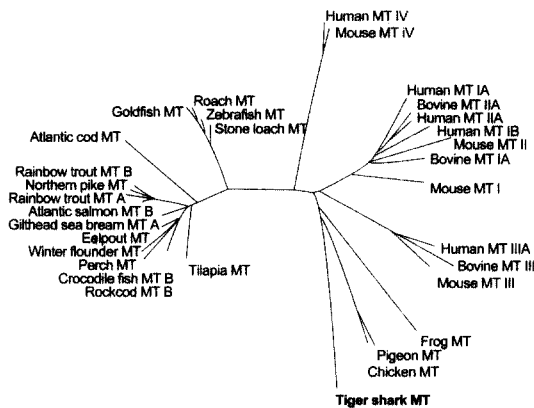 Human MT IV
Mouse MT iV
Human MT IA
Bovine MT IIA
Human MT IIA
Human MT IB
Mouse MT II
Bovine MT IA
Mouse MT I
Human MT IIIA
Bovine MT III
Mouse MT III
Frog MT
Pigeon MT
Chicken MT
Tiger shark MT
Roach MT
Goldfish MT
Zebrafish MT
Stone loach MT
Atlantic cod MT
Rainbow trout MT B
Northern pike MT
Rainbow trout MT A
Atlantic salmon MT B
Gilthead sea bream MT A
Eelpout MT
Winter flounder MT
Perch MT
Tilapia MT
Crocodile fish MT B
Rockcod MT B